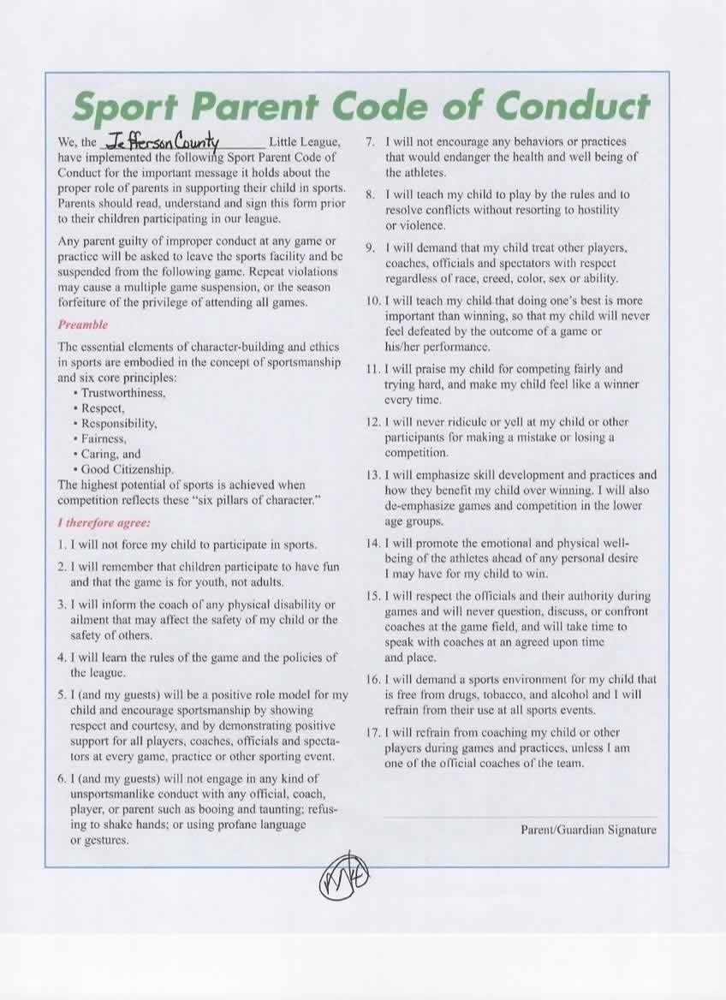 Sport Parent Code of Conduct
We, the Jefferson County Little League,
have implemented the following Sport Parent Code of
Conduct for the important message it holds about the
proper role of parents in supporting their child in sports.
Parents should read, understand and sign this form prior
to their children participating in our league.
Any parent guilty of improper conduct at any game or
practice will be asked to leave the sports facility and be
suspended from the following game. Repeat violations
may cause a multiple game suspension, or the season
forfeiture of the privilege of attending all games.
Preamble
The essential elements of character-building and ethics
in sports are embodied in the concept of sportsmanship
and six core principles:
• Trustworthiness,
• Respect,
• Responsibility,
• Fairness,
• Caring, and
• Good Citizenship.
The highest potential of sports is achieved when
competition reflects these “six pillars of character.”
I therefore agree:
1. I will not force my child to participate in sports.
2. I will remember that children participate to have fun
and that the game is for youth, not adults.
3. I will inform the coach of any physical disability or
ailment that may affect the safety of my child or the
safety of others.
4. I will learn the rules of the game and the policies of
the league.
5. I (and my guests) will be a positive role model for my
child and encourage sportsmanship by showing
respect and courtesy, and by demonstrating positive
support for all players, coaches, officials and specta-
tors at every game, practice or other sporting event.
6. I (and my guests) will not engage in any kind of
unsportsmanlike conduct with any official, coach,
player, or parent such as booing and taunting; refus-
ing to shake hands; or using profane language
or gestures.
7. I will not encourage any behaviors or practices
that would endanger the health and well being of
the athletes.
8. I will teach my child to play by the rules and to
resolve conflicts without resorting to hostility
or violence.
9. I will demand that my child treat other players,
coaches, officials and spectators with respect
regardless of race, creed, color, sex or ability.
10. I will teach my child that doing one’s best is more
important than winning, so that my child will never
feel defeated by the outcome of a game or
his/her performance.
11. I will praise my child for competing fairly and
trying hard, and make my child feel like a winner
every time.
12. I will never ridicule or yell at my child or other
participants for making a mistake or losing a
competition.
13. I will emphasize skill development and practices and
how they benefit my child over winning. I will also
de-emphasize games and competition in the lower
age groups.
14. I will promote the emotional and physical well-
being of the athletes ahead of any personal desire
I may have for my child to win.
15. I will respect the officials and their authority during
games and will never question, discuss, or confront
coaches at the game field, and will take time to
speak with coaches at an agreed upon time
and place.
16. I will demand a sports environment for my child that
is free from drugs, tobacco, and alcohol and I will
refrain from their use at all sports events.
17. I will refrain from coaching my child or other
players during games and practices, unless I am
one of the official coaches of the team.
Parent/Guardian Signature